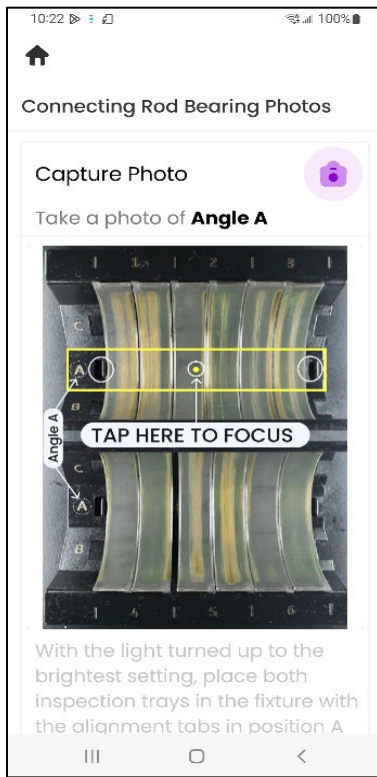 10:22
100%
Connecting Rod Bearing Photos
Capture Photo
Take a photo of Angle A
1 2 3
C
A
B
TAP HERE TO FOCUS
Angle A
C
A
B
4 5 6
With the light turned up to the
brightest setting, place both
inspection trays in the fixture with
the alignment tabs in position A